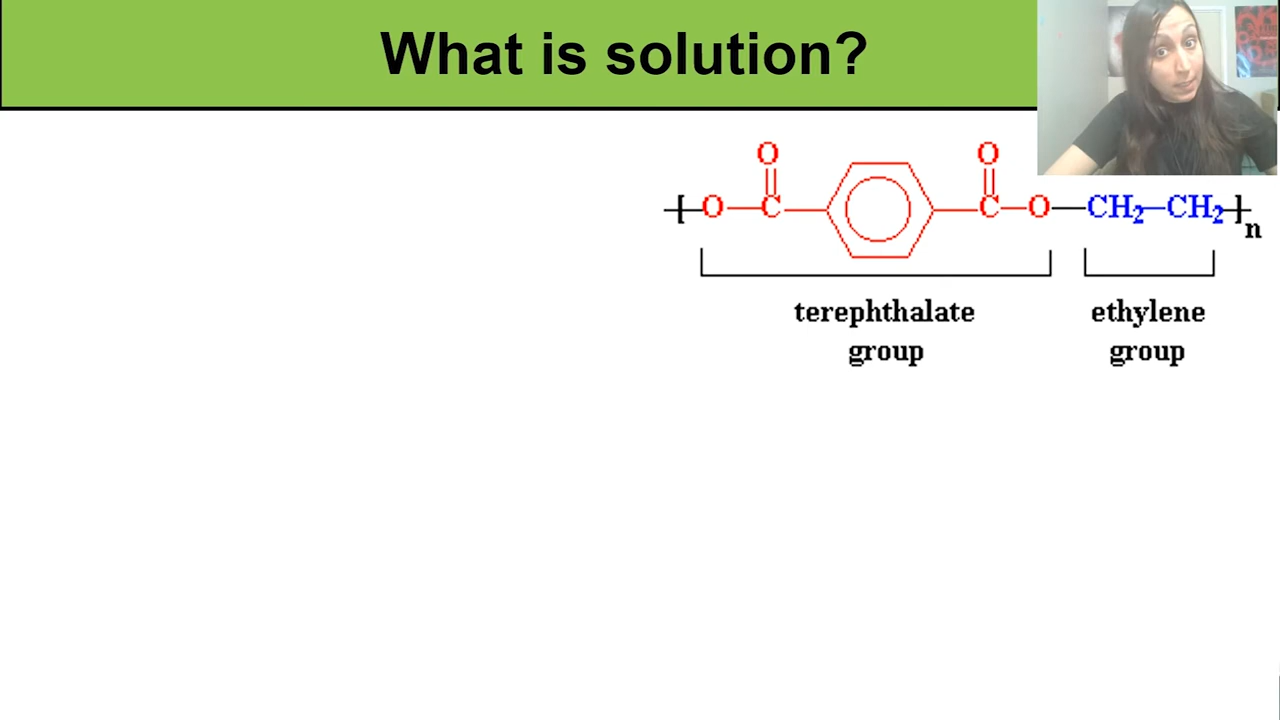 What is solution?
O O
[ O C C O CH2 CH2 ]n
terephthalate ethylene
group group